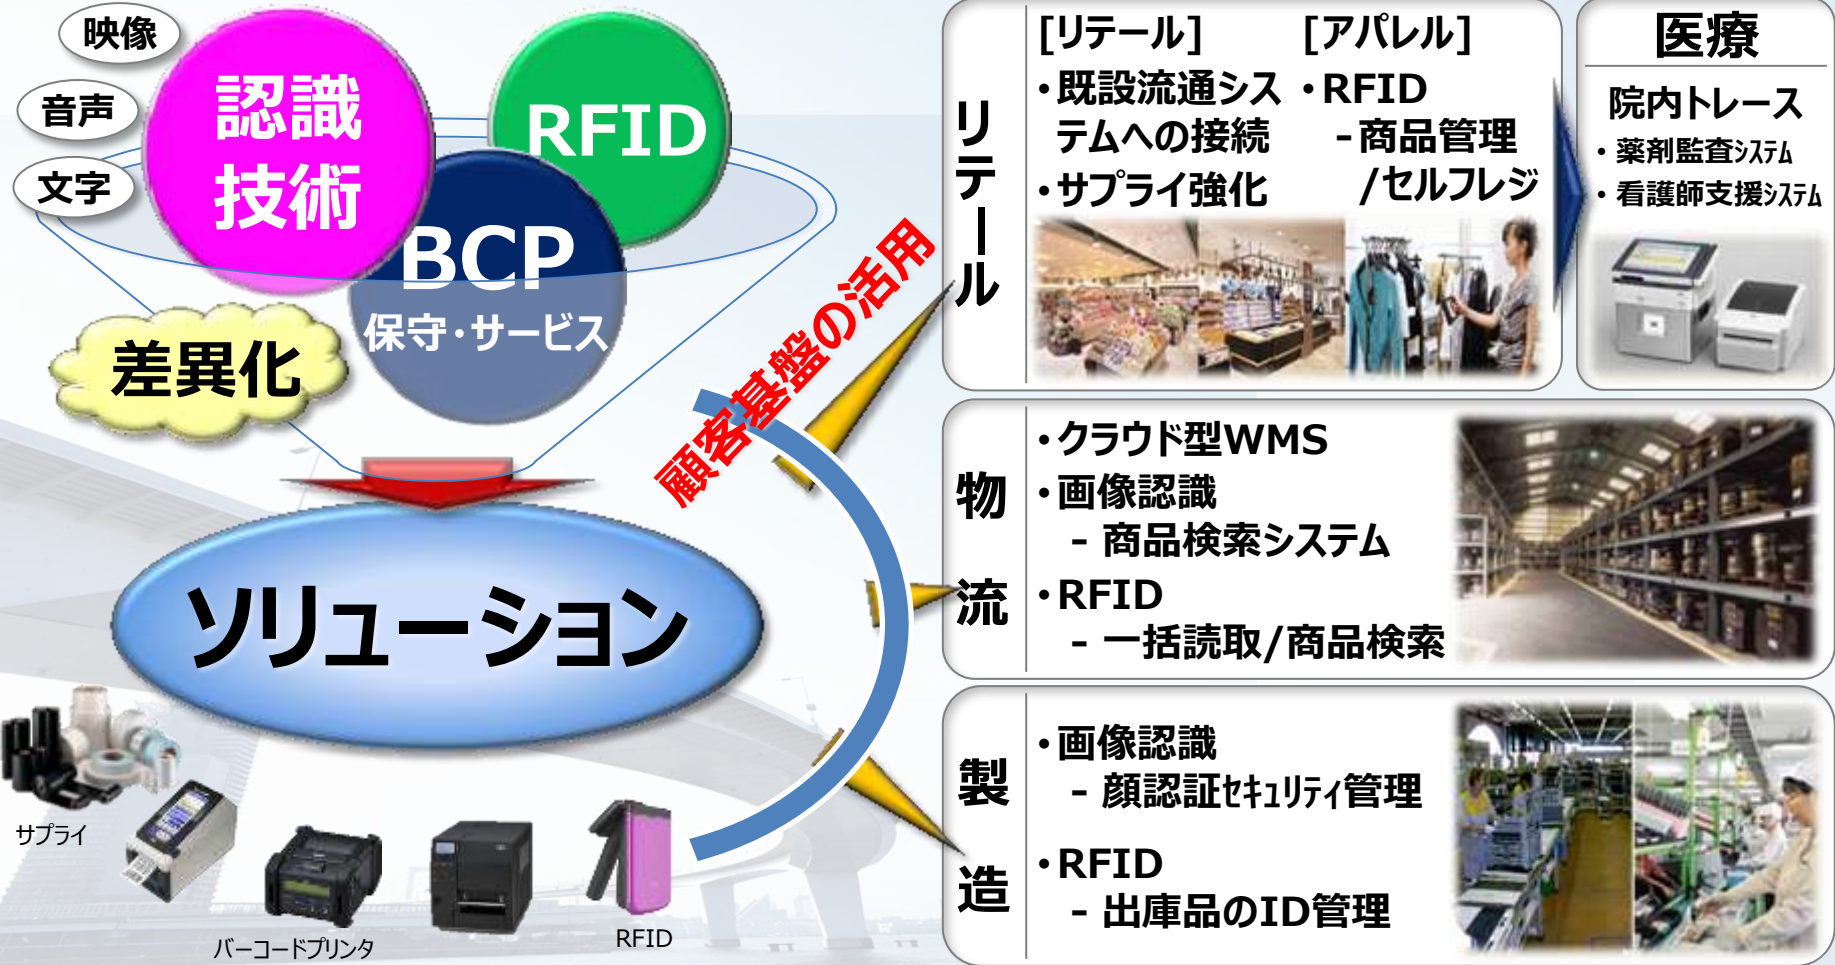 映像
音声
文字
認識
技術
RFID
BCP
保守・サービス
差異化
ソリューション
顧客基盤の活用
サプライ
バーコードプリンタ
RFID
リテール
[リテール]
・既設流通シス
テムへの接続
・サプライ強化
[アパレル]
・RFID
-商品管理
/セルフレジ
医療
院内トレース
・薬剤監査ｼｽﾃﾑ
・看護師支援ｼｽﾃﾑ
物流
・クラウド型WMS
・画像認識
- 商品検索システム
・RFID
- 一括読取/商品検索
製造
・画像認識
- 顔認証ｾｷｭﾘﾃｨ管理
・RFID
- 出庫品のID管理